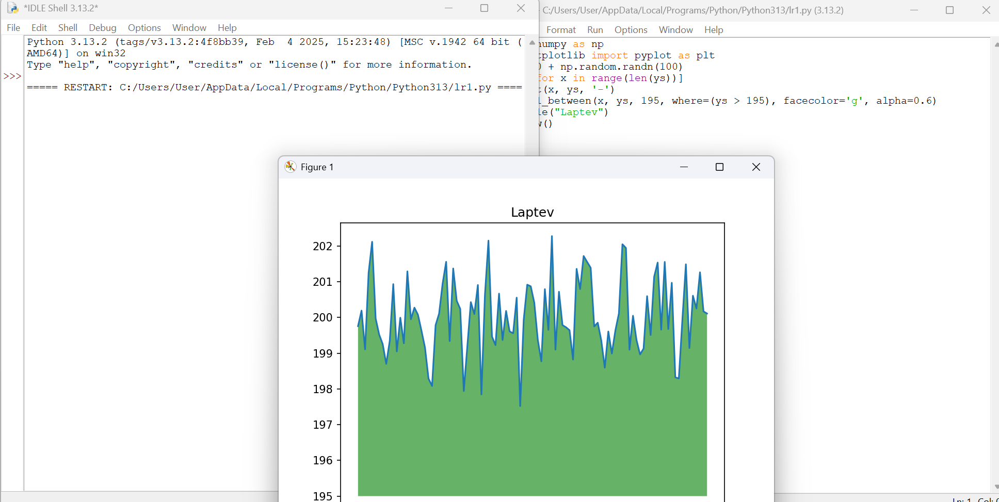 *IDLE Shell 3.13.2*
File Edit Shell Debug Options Window Help
Python 3.13.2 (tags/v3.13.2:4f8bb39, Feb  4 2025, 15:23:48) [MSC v.1942 64 bit (
AMD64)] on win32
Type "help", "copyright", "credits" or "license()" for more information.
>>>
===== RESTART: C:/Users/User/AppData/Local/Programs/Python/Python313/lr1.py ====
C:/Users/User/AppData/Local/Programs/Python/Python313/lr1.py (3.13.2)
Format Run Options Window Help
numpy as np
tplotlib import pyplot as plt
0 + np.random.randn(100)
for x in range(len(ys))]
t(x, ys, '-')
l_between(x, ys, 195, where=(ys > 195), facecolor='g', alpha=0.6)
le("Laptev")
w()
Figure 1
Laptev
202
201
200
199
198
197
196
195
Ln: 1 Col: